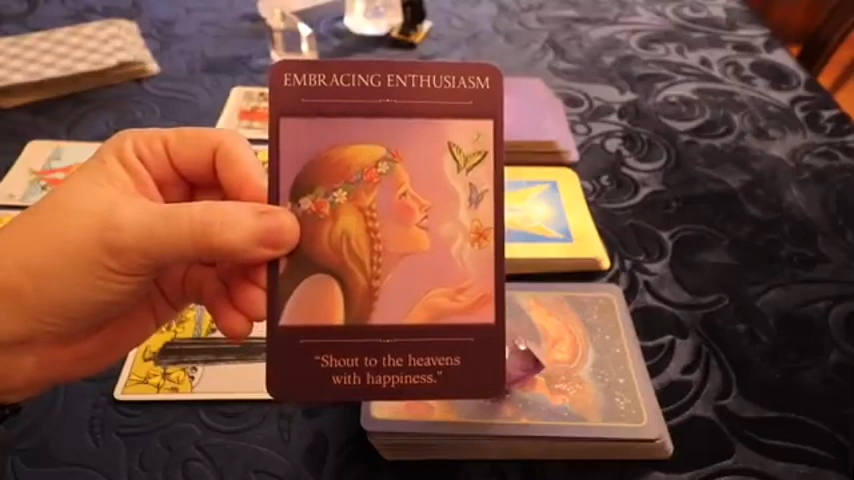 EMBRACING ENTHUSIASM
"Shout to the heavens
with happiness."